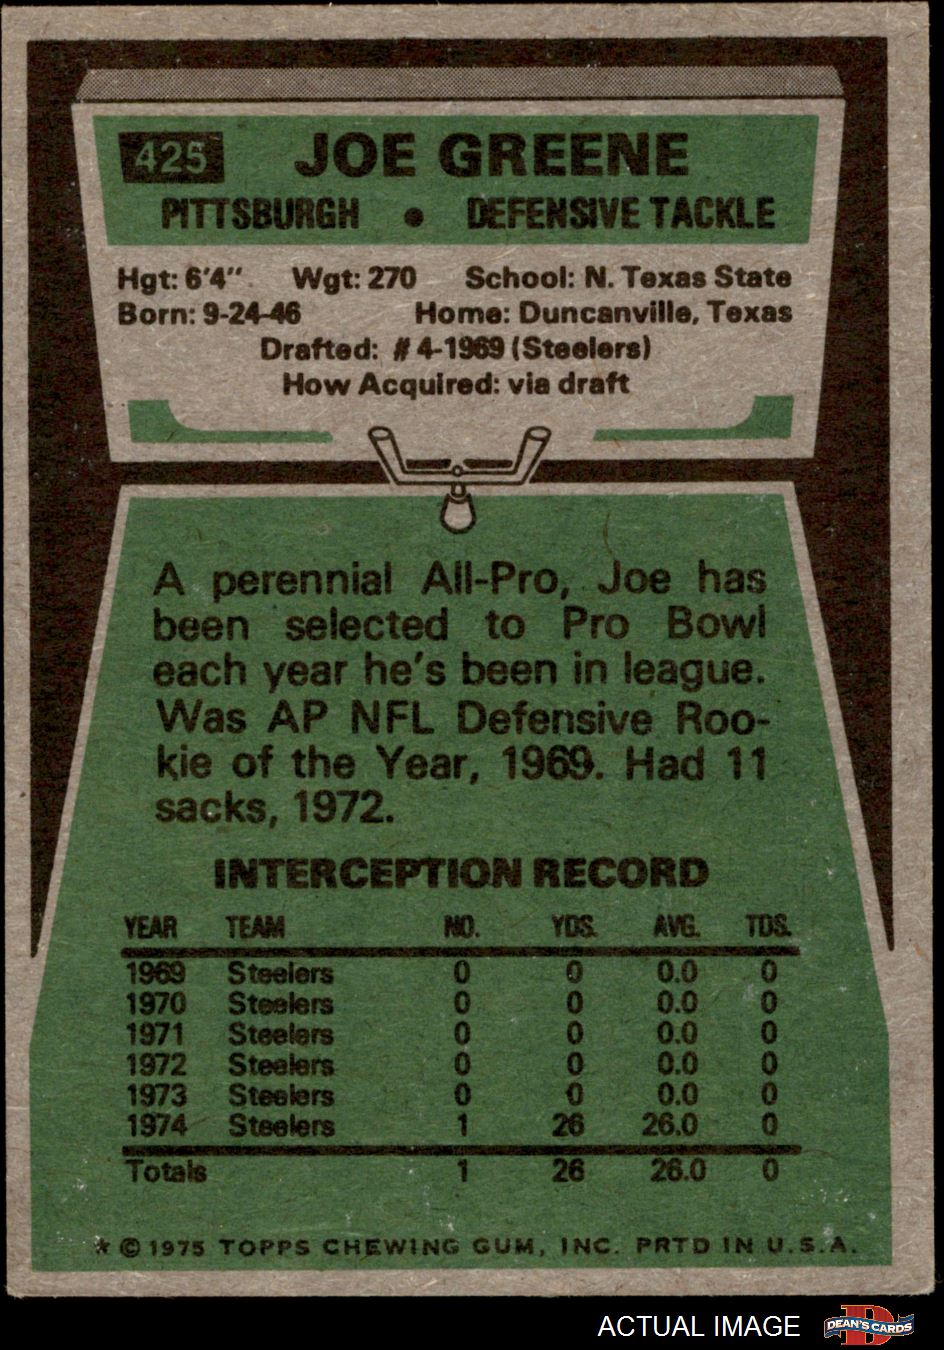 425 JOE GREENE
PITTSBURGH • DEFENSIVE TACKLE
Hgt: 6'4" Wgt: 270 School: N. Texas State
Born: 9-24-46 Home: Duncanville, Texas
Drafted: #4-1969 (Steelers)
How Acquired: via draft
A perennial All-Pro, Joe has
been selected to Pro Bowl
each year he's been in league.
Was AP NFL Defensive Roo-
kie of the Year, 1969. Had 11
sacks, 1972.
INTERCEPTION RECORD
YEAR TEAM NO. YDS. AVG. TDS.
1969 Steelers 0 0 0.0 0
1970 Steelers 0 0 0.0 0
1971 Steelers 0 0 0.0 0
1972 Steelers 0 0 0.0 0
1973 Steelers 0 0 0.0 0
1974 Steelers 1 26 26.0 0
Totals 1 26 26.0 0
* © 1975 TOPPS CHEWING GUM, INC. PRTD IN U.S.A.
ACTUAL IMAGE D DEAN'S CARDS